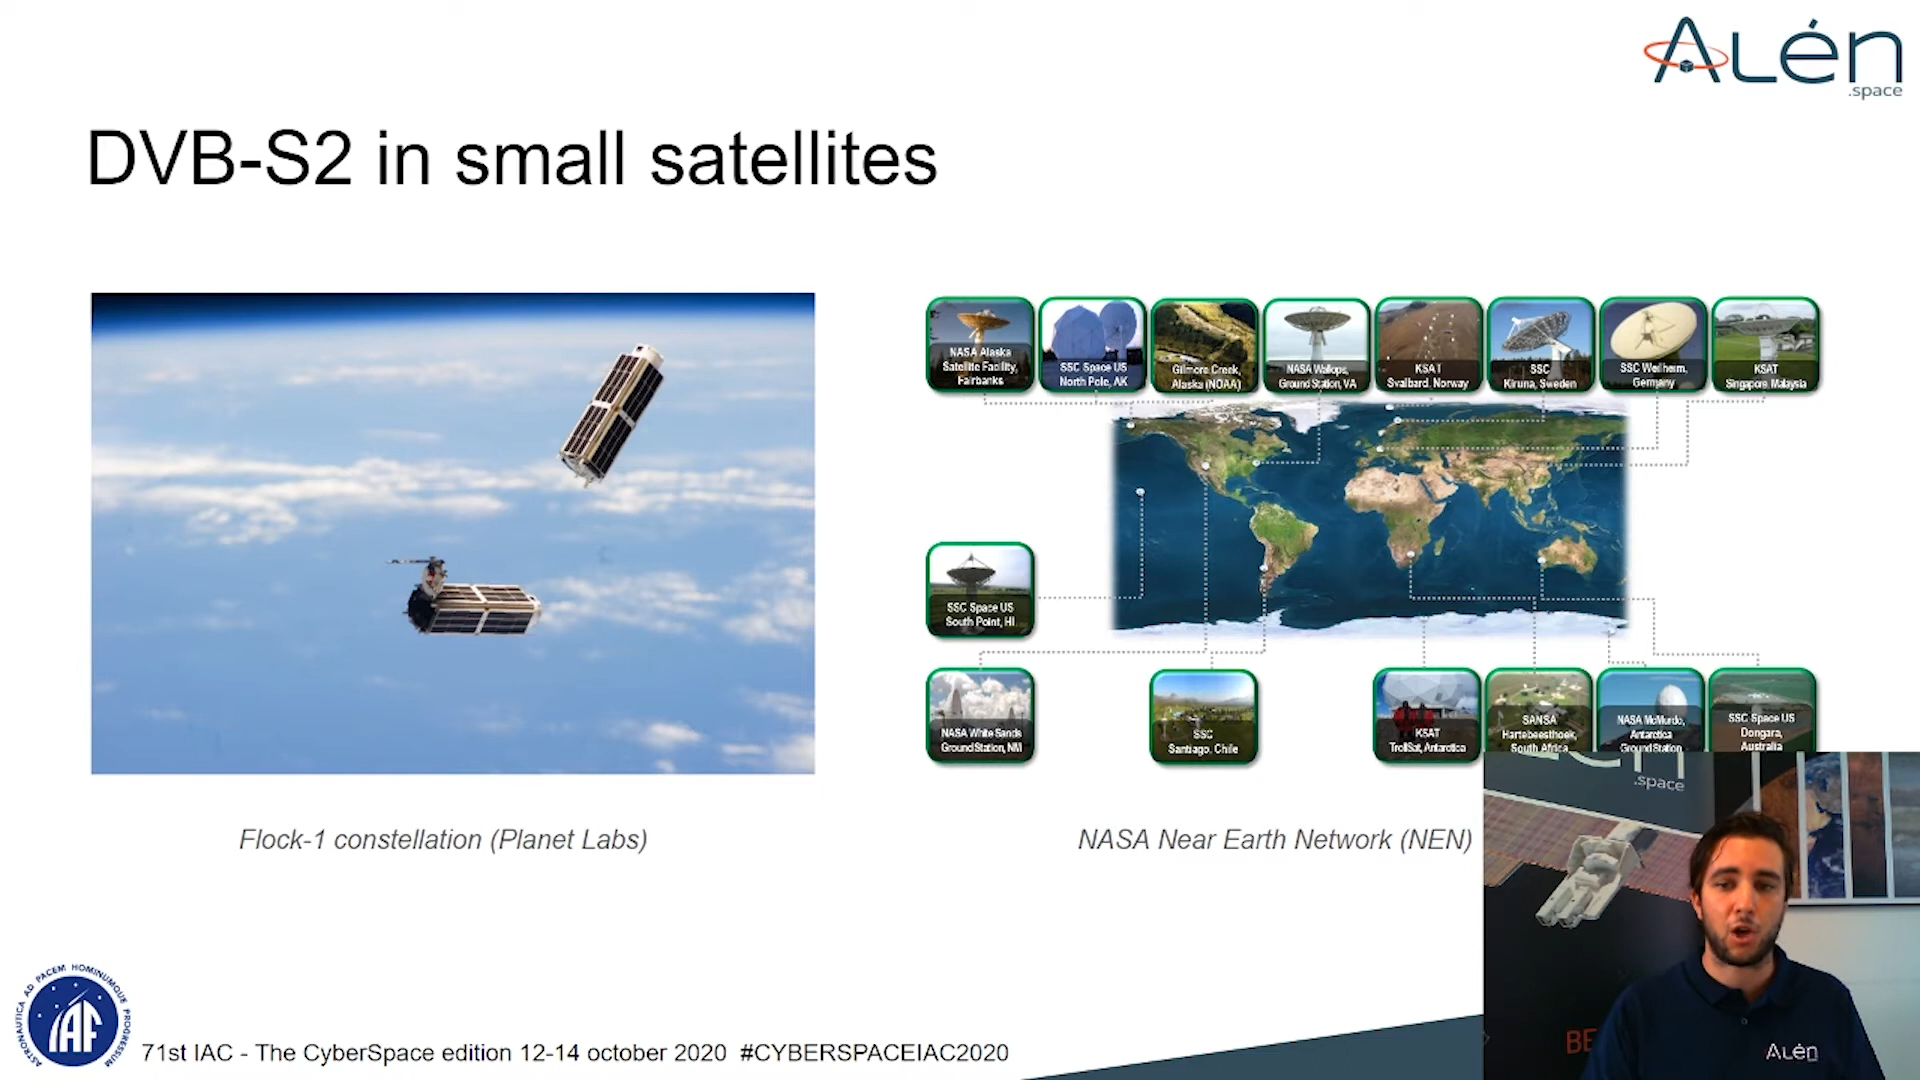 Alén
.space
DVB-S2 in small satellites
NASA Alaska
Satellite Facility,
Fairbanks
SSC Space US
North Pole, AK
Gilmore Creek,
Alaska (NOAA)
NASA Wallops,
Ground Station, VA
KSAT
Svalbard, Norway
SSC
Kiruna, Sweden
SSC Weilheim,
Germany
KSAT
Singapore, Malaysia
SSC Space US
South Point, HI
NASA White Sands
Ground Station, NM
SSC
Santiago, Chile
KSAT
TrollSat, Antarctica
SANSA
Hartebeesthoek,
South Africa
NASA McMurdo,
Antarctica
Ground Station
SSC Space US
Dongara,
Australia
Flock-1 constellation (Planet Labs)
NASA Near Earth Network (NEN)
.space
BE
Alén
ASTRONAUTICA AD PACEM HOMINUMQUE PROGRESSUM
IAF
71st IAC - The CyberSpace edition 12-14 october 2020 #CYBERSPACEIAC2020